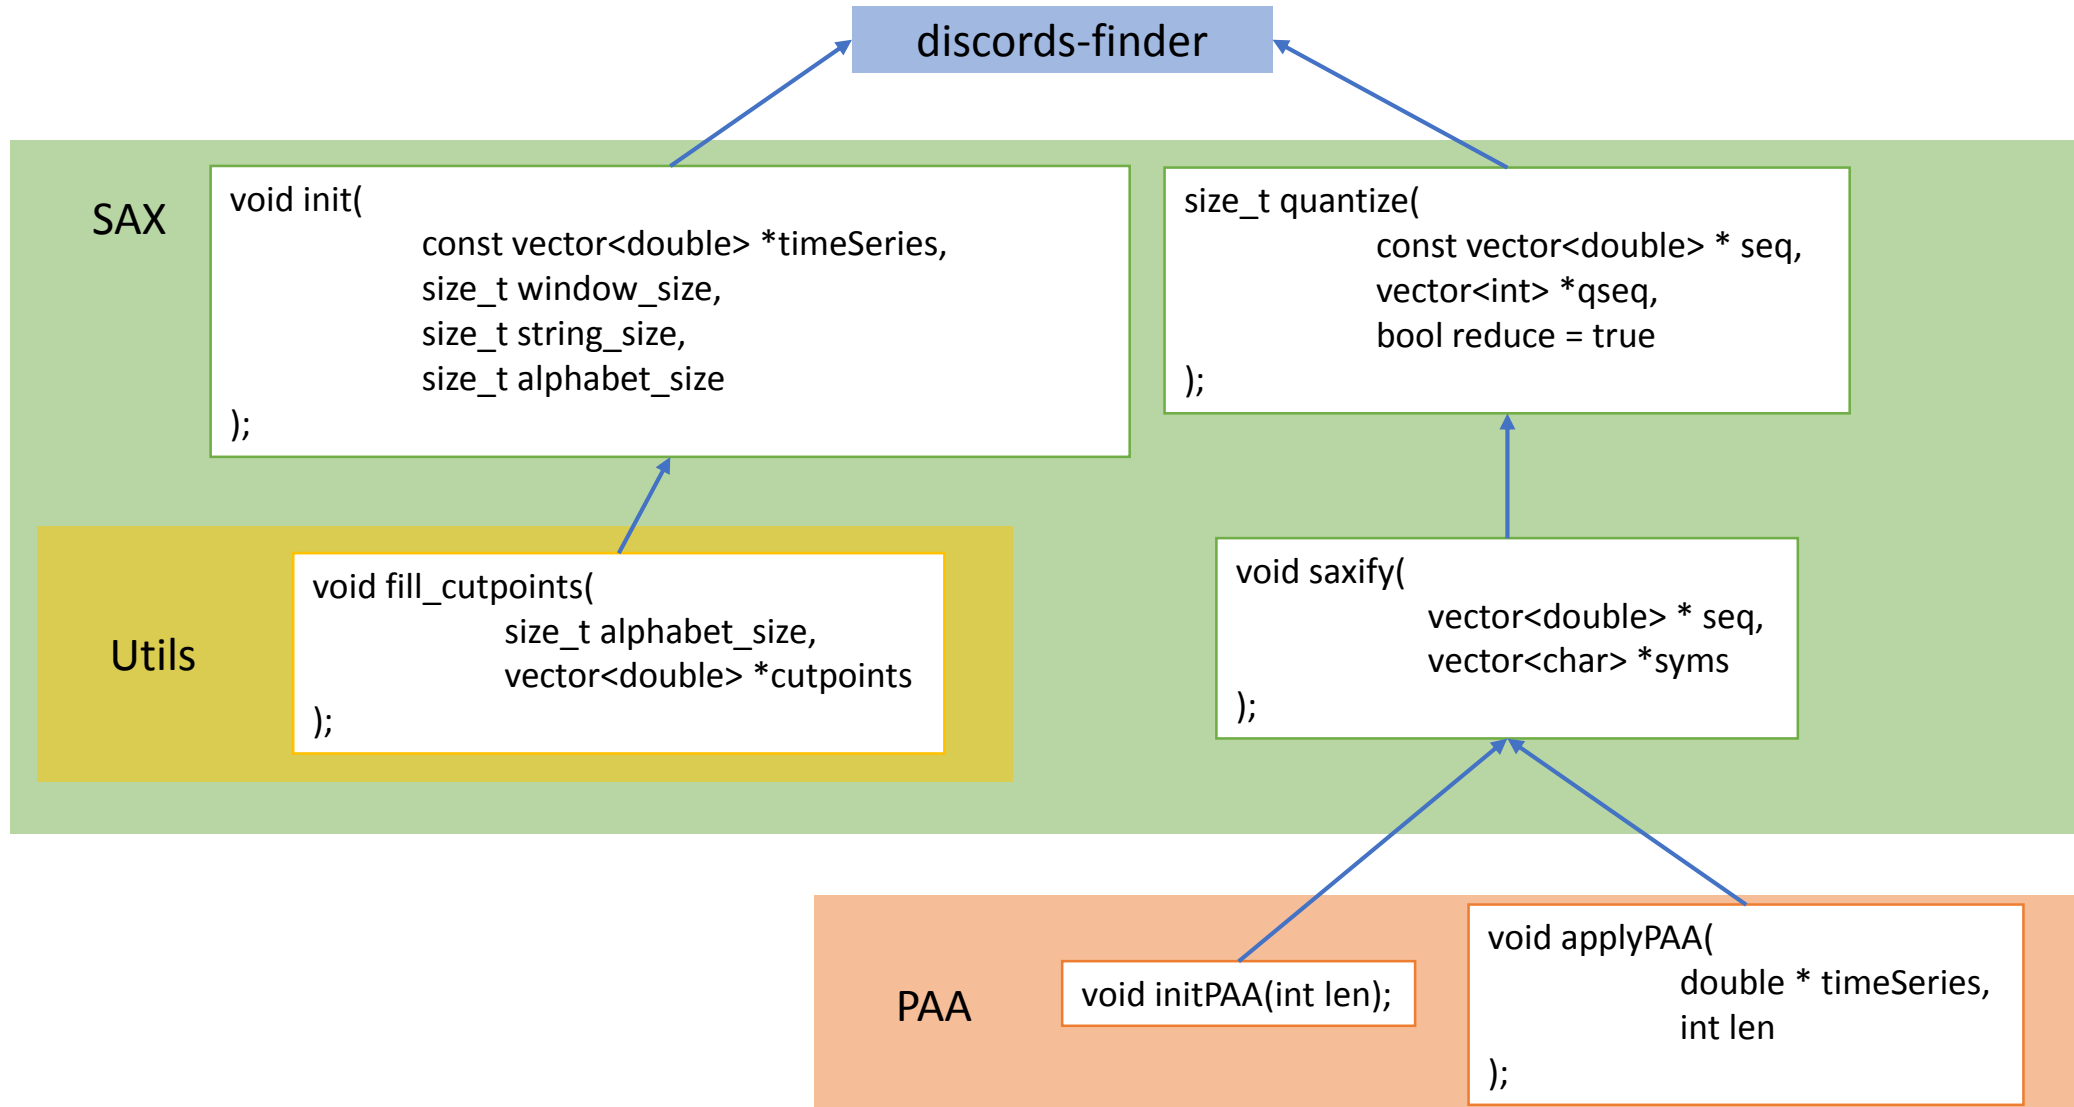 discords-finder
SAX
void init(
const vector<double> *timeSeries,
size_t window_size,
size_t string_size,
size_t alphabet_size
);
size_t quantize(
const vector<double> * seq,
vector<int> *qseq,
bool reduce = true
);
Utils
void fill_cutpoints(
size_t alphabet_size,
vector<double> *cutpoints
);
void saxify(
vector<double> * seq,
vector<char> *syms
);
PAA
void initPAA(int len);
void applyPAA(
double * timeSeries,
int len
);